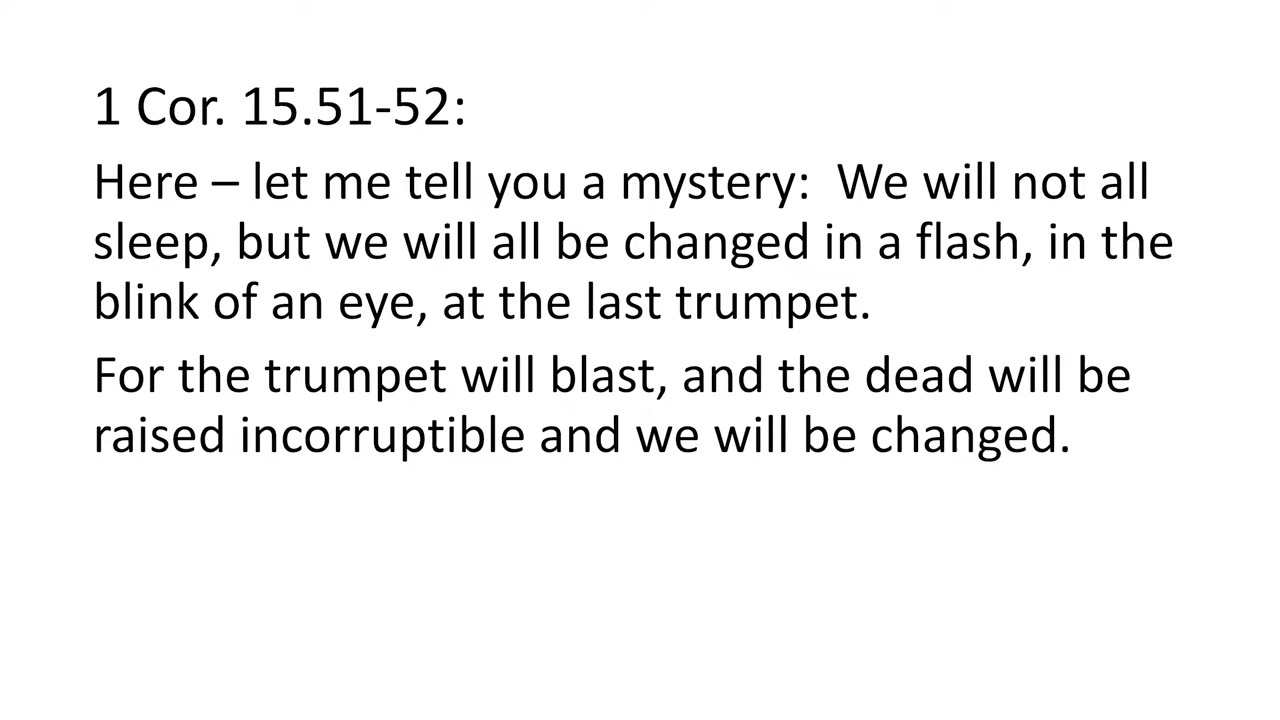 1 Cor. 15.51-52:
Here – let me tell you a mystery:  We will not all
sleep, but we will all be changed in a flash, in the
blink of an eye, at the last trumpet.
For the trumpet will blast, and the dead will be
raised incorruptible and we will be changed.